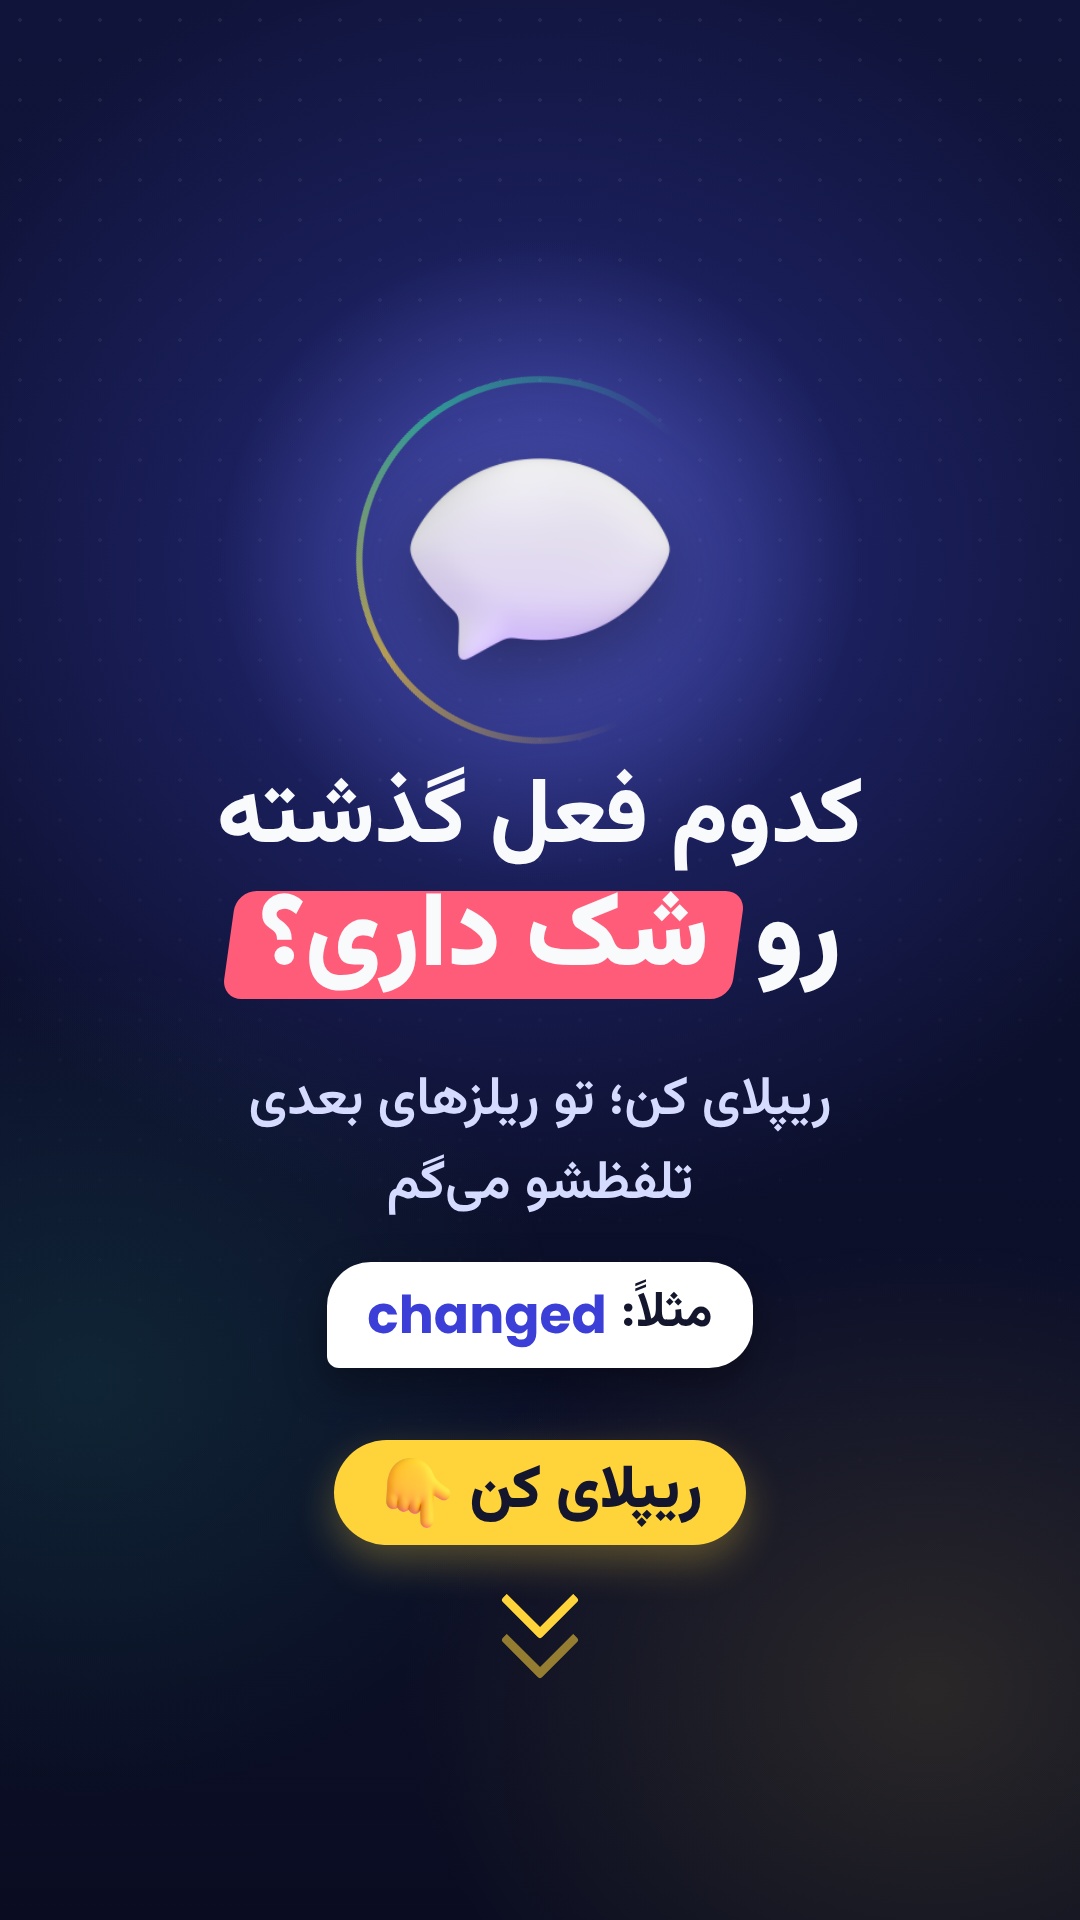 کدوم فعل گذشته
رو شک داری؟
ریپلای کن؛ تو ریلزهای بعدی
تلفظشو می‌گم
مثلاً: changed
ریپلای کن 👇